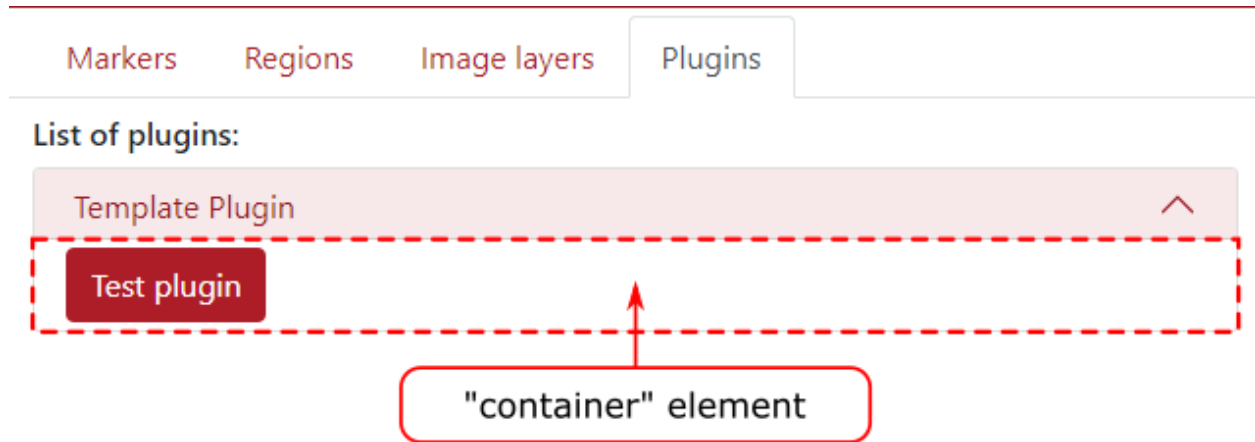 Markers Regions Image layers Plugins
List of plugins:
Template Plugin
Test plugin
"container" element